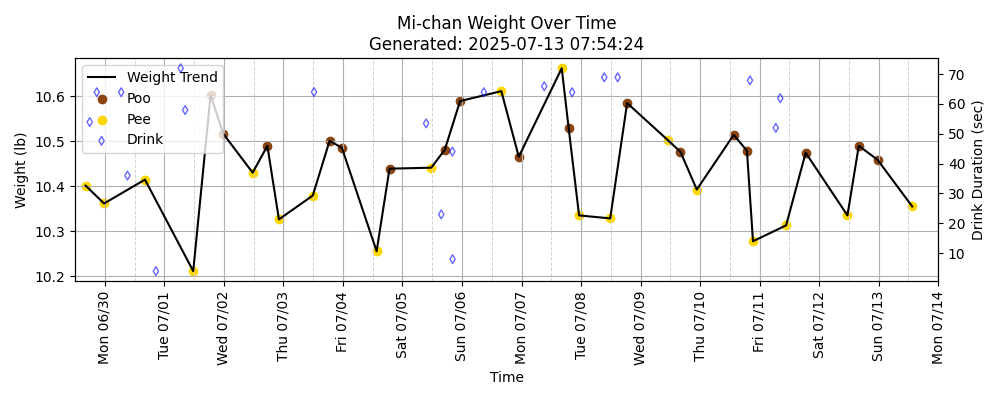 Mi-chan Weight Over Time
Generated: 2025-07-13 07:54:24
Weight Trend
Poo
Pee
Drink
Weight (lb)
10.6
10.5
10.4
10.3
10.2
Drink Duration (sec)
70
60
50
40
30
20
10
Mon 06/30
Tue 07/01
Wed 07/02
Thu 07/03
Fri 07/04
Sat 07/05
Sun 07/06
Mon 07/07
Tue 07/08
Wed 07/09
Thu 07/10
Fri 07/11
Sat 07/12
Sun 07/13
Mon 07/14
Time